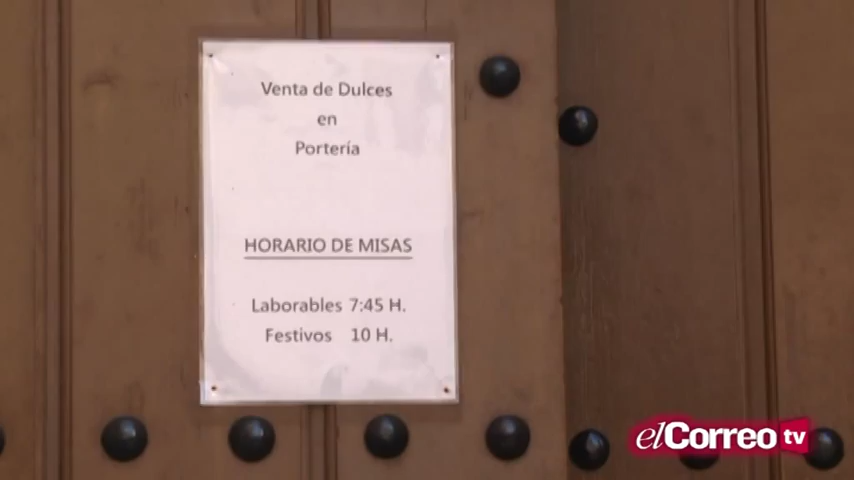 Venta de Dulces
en
Portería
HORARIO DE MISAS
Laborables 7:45 H.
Festivos 10 H.
elCorreo tv